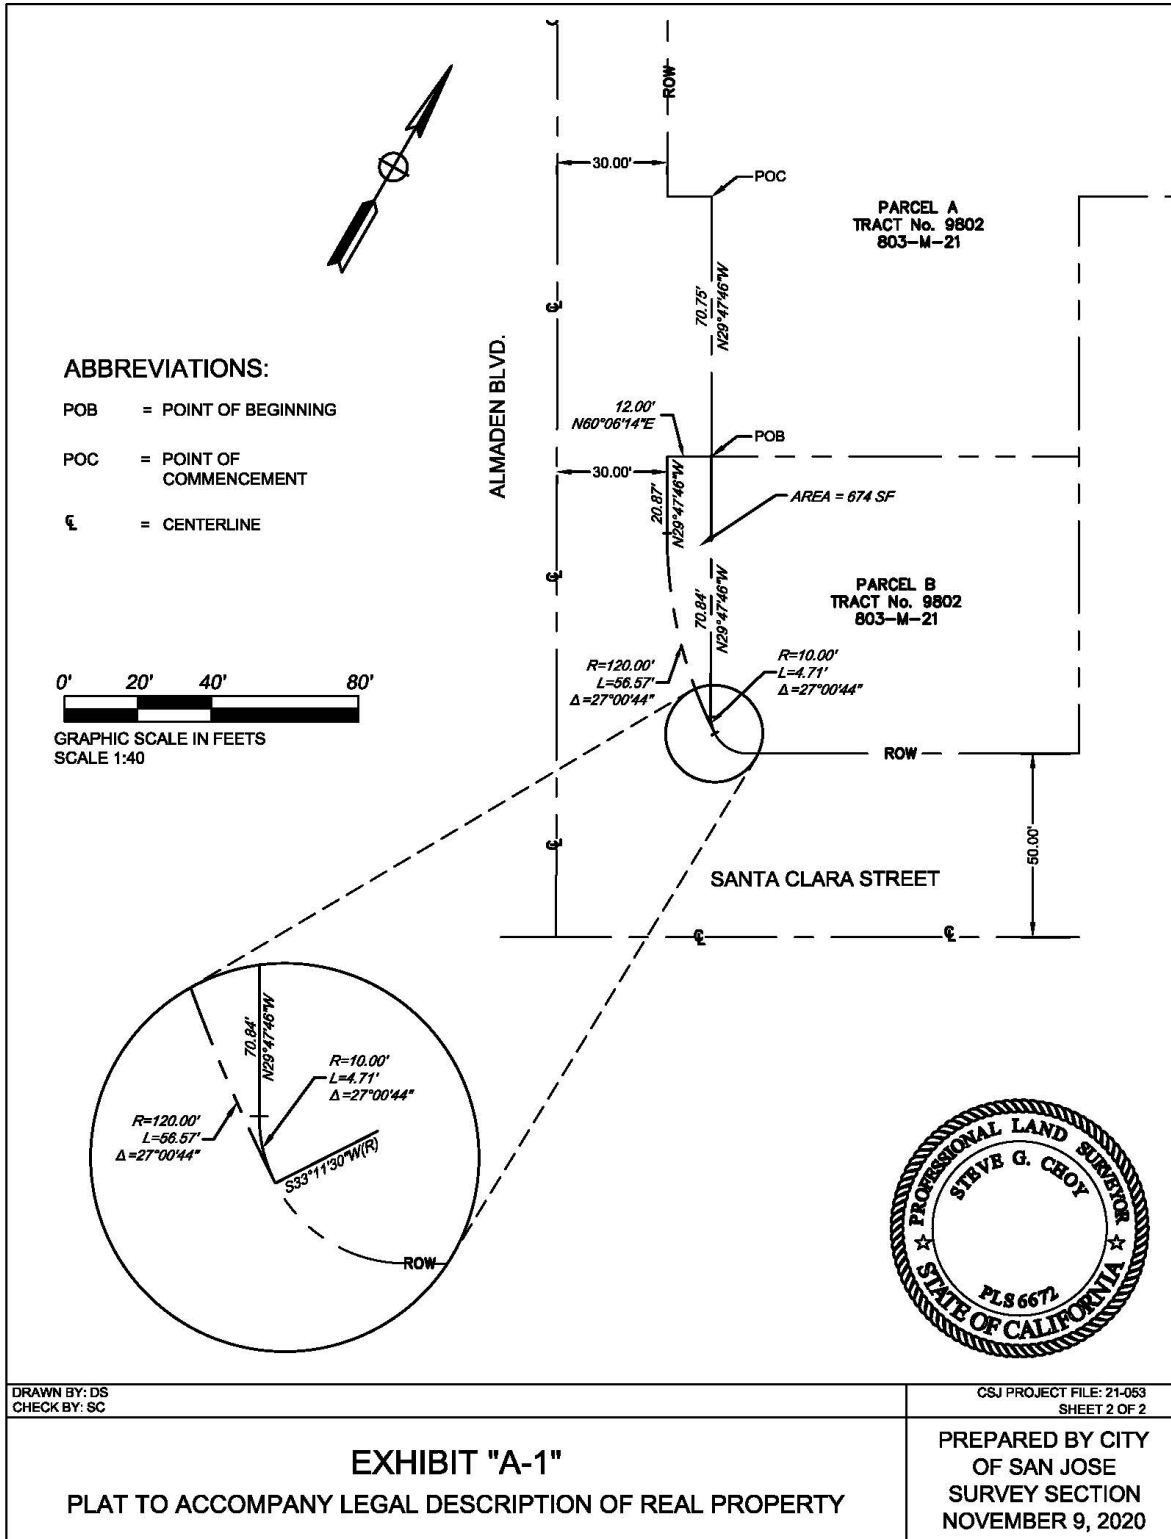 ROW
30.00'
POC
PARCEL A
TRACT No. 9802
803-M-21
70.75'
N29°47'46"W
℄
ALMADEN BLVD.
ABBREVIATIONS:
POB = POINT OF BEGINNING
POC = POINT OF
COMMENCEMENT
℄ = CENTERLINE
12.00'
N60°06'14"E
POB
30.00'
20.87'
N29°47'46"W
AREA = 674 SF
℄
PARCEL B
TRACT No. 9802
803-M-21
70.84'
N29°47'46"W
R=120.00'
L=56.57'
Δ=27°00'44"
R=10.00'
L=4.71'
Δ=27°00'44"
0' 20' 40' 80'
GRAPHIC SCALE IN FEETS
SCALE 1:40
ROW
50.00'
℄
SANTA CLARA STREET
℄
℄
70.84'
N29°47'46"W
R=10.00'
L=4.71'
Δ=27°00'44"
R=120.00'
L=56.57'
Δ=27°00'44"
S33°11'30"W(R)
ROW
PROFESSIONAL LAND SURVEYOR
STEVE G. CHOY
PLS 6672
STATE OF CALIFORNIA
DRAWN BY: DS
CHECK BY: SC
CSJ PROJECT FILE: 21-053
SHEET 2 OF 2
EXHIBIT "A-1"
PLAT TO ACCOMPANY LEGAL DESCRIPTION OF REAL PROPERTY
PREPARED BY CITY
OF SAN JOSE
SURVEY SECTION
NOVEMBER 9, 2020